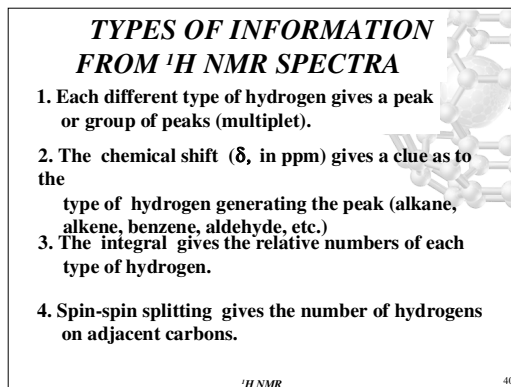 TYPES OF INFORMATION
FROM ¹H NMR SPECTRA
1. Each different type of hydrogen gives a peak
or group of peaks (multiplet).
2. The chemical shift (δ, in ppm) gives a clue as to
the
type of hydrogen generating the peak (alkane,
alkene, benzene, aldehyde, etc.)
3. The integral gives the relative numbers of each
type of hydrogen.
4. Spin-spin splitting gives the number of hydrogens
on adjacent carbons.
¹H NMR